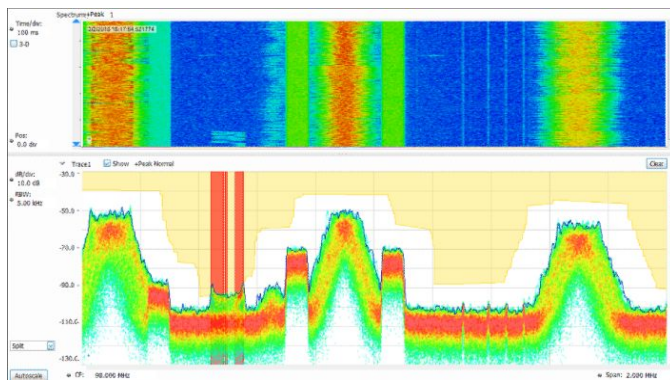 Spectrum +Peak 1
Time/div:
100 ms
3-D
Pos:
0.0 div
Trace1 Show +Peak Normal Clear
dB/div:
10.0 dB
RBW:
5.00 kHz
-30.0
-50.0
-70.0
-90.0
-110.0
-130.0
Split
Autoscale CF: 98.090 MHz Span: 2.000 MHz